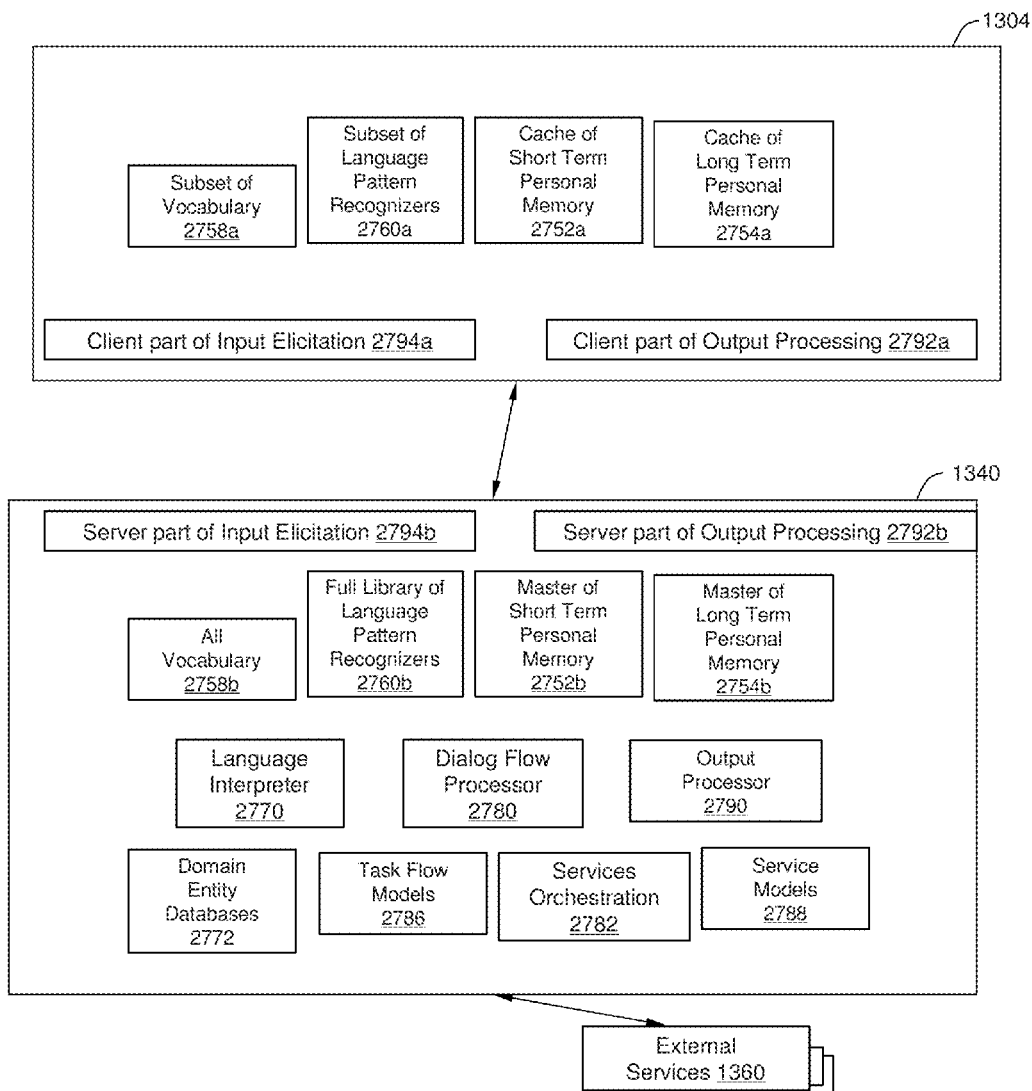 1304
Subset of
Vocabulary
2758a
Subset of
Language
Pattern
Recognizers
2760a
Cache of
Short Term
Personal
Memory
2752a
Cache of
Long Term
Personal
Memory
2754a
Client part of Input Elicitation 2794a
Client part of Output Processing 2792a
1340
Server part of Input Elicitation 2794b
Server part of Output Processing 2792b
All
Vocabulary
2758b
Full Library of
Language
Pattern
Recognizers
2760b
Master of
Short Term
Personal
Memory
2752b
Master of
Long Term
Personal
Memory
2754b
Language
Interpreter
2770
Dialog Flow
Processor
2780
Output
Processor
2790
Domain
Entity
Databases
2772
Task Flow
Models
2786
Services
Orchestration
2782
Service
Models
2788
External
Services 1360